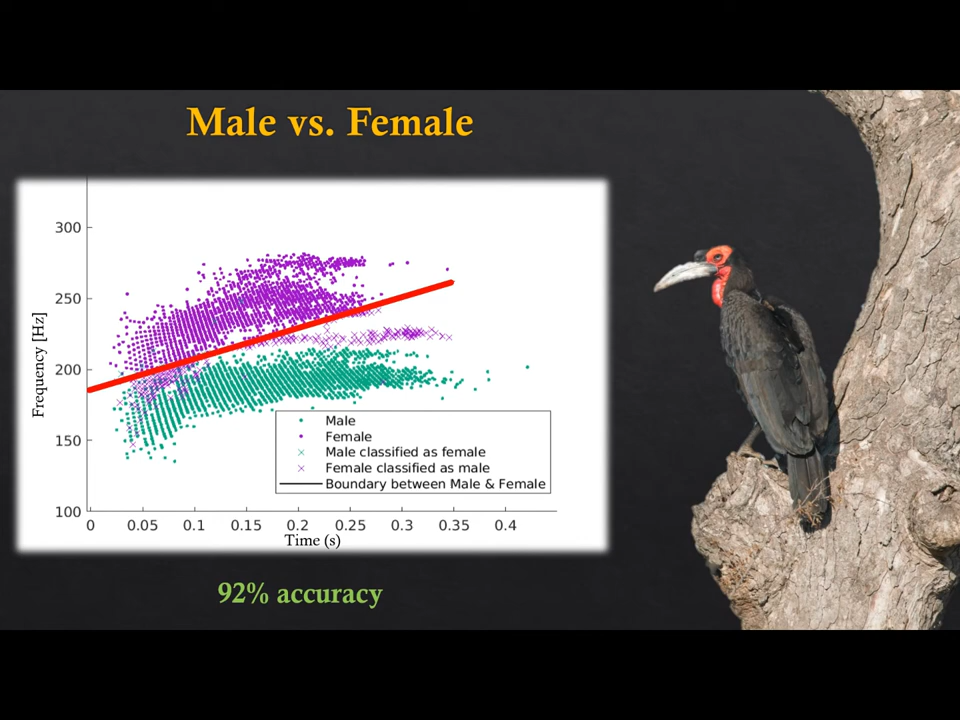 Male vs. Female
300
250
200
150
100
Frequency [Hz]
0
0.05
0.1
0.15
0.2
0.25
0.3
0.35
0.4
Time (s)
Male
Female
Male classified as female
Female classified as male
Boundary between Male & Female
92% accuracy